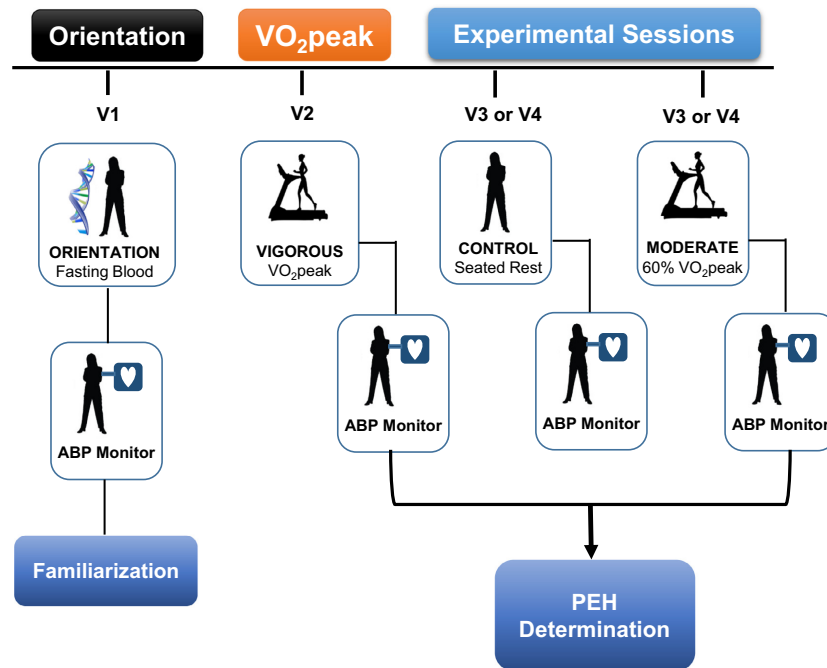 Orientation
VO₂peak
Experimental Sessions
V1
V2
V3 or V4
V3 or V4
ORIENTATION
Fasting Blood
VIGOROUS
VO₂peak
CONTROL
Seated Rest
MODERATE
60% VO₂peak
ABP Monitor
ABP Monitor
ABP Monitor
ABP Monitor
Familiarization
PEH
Determination